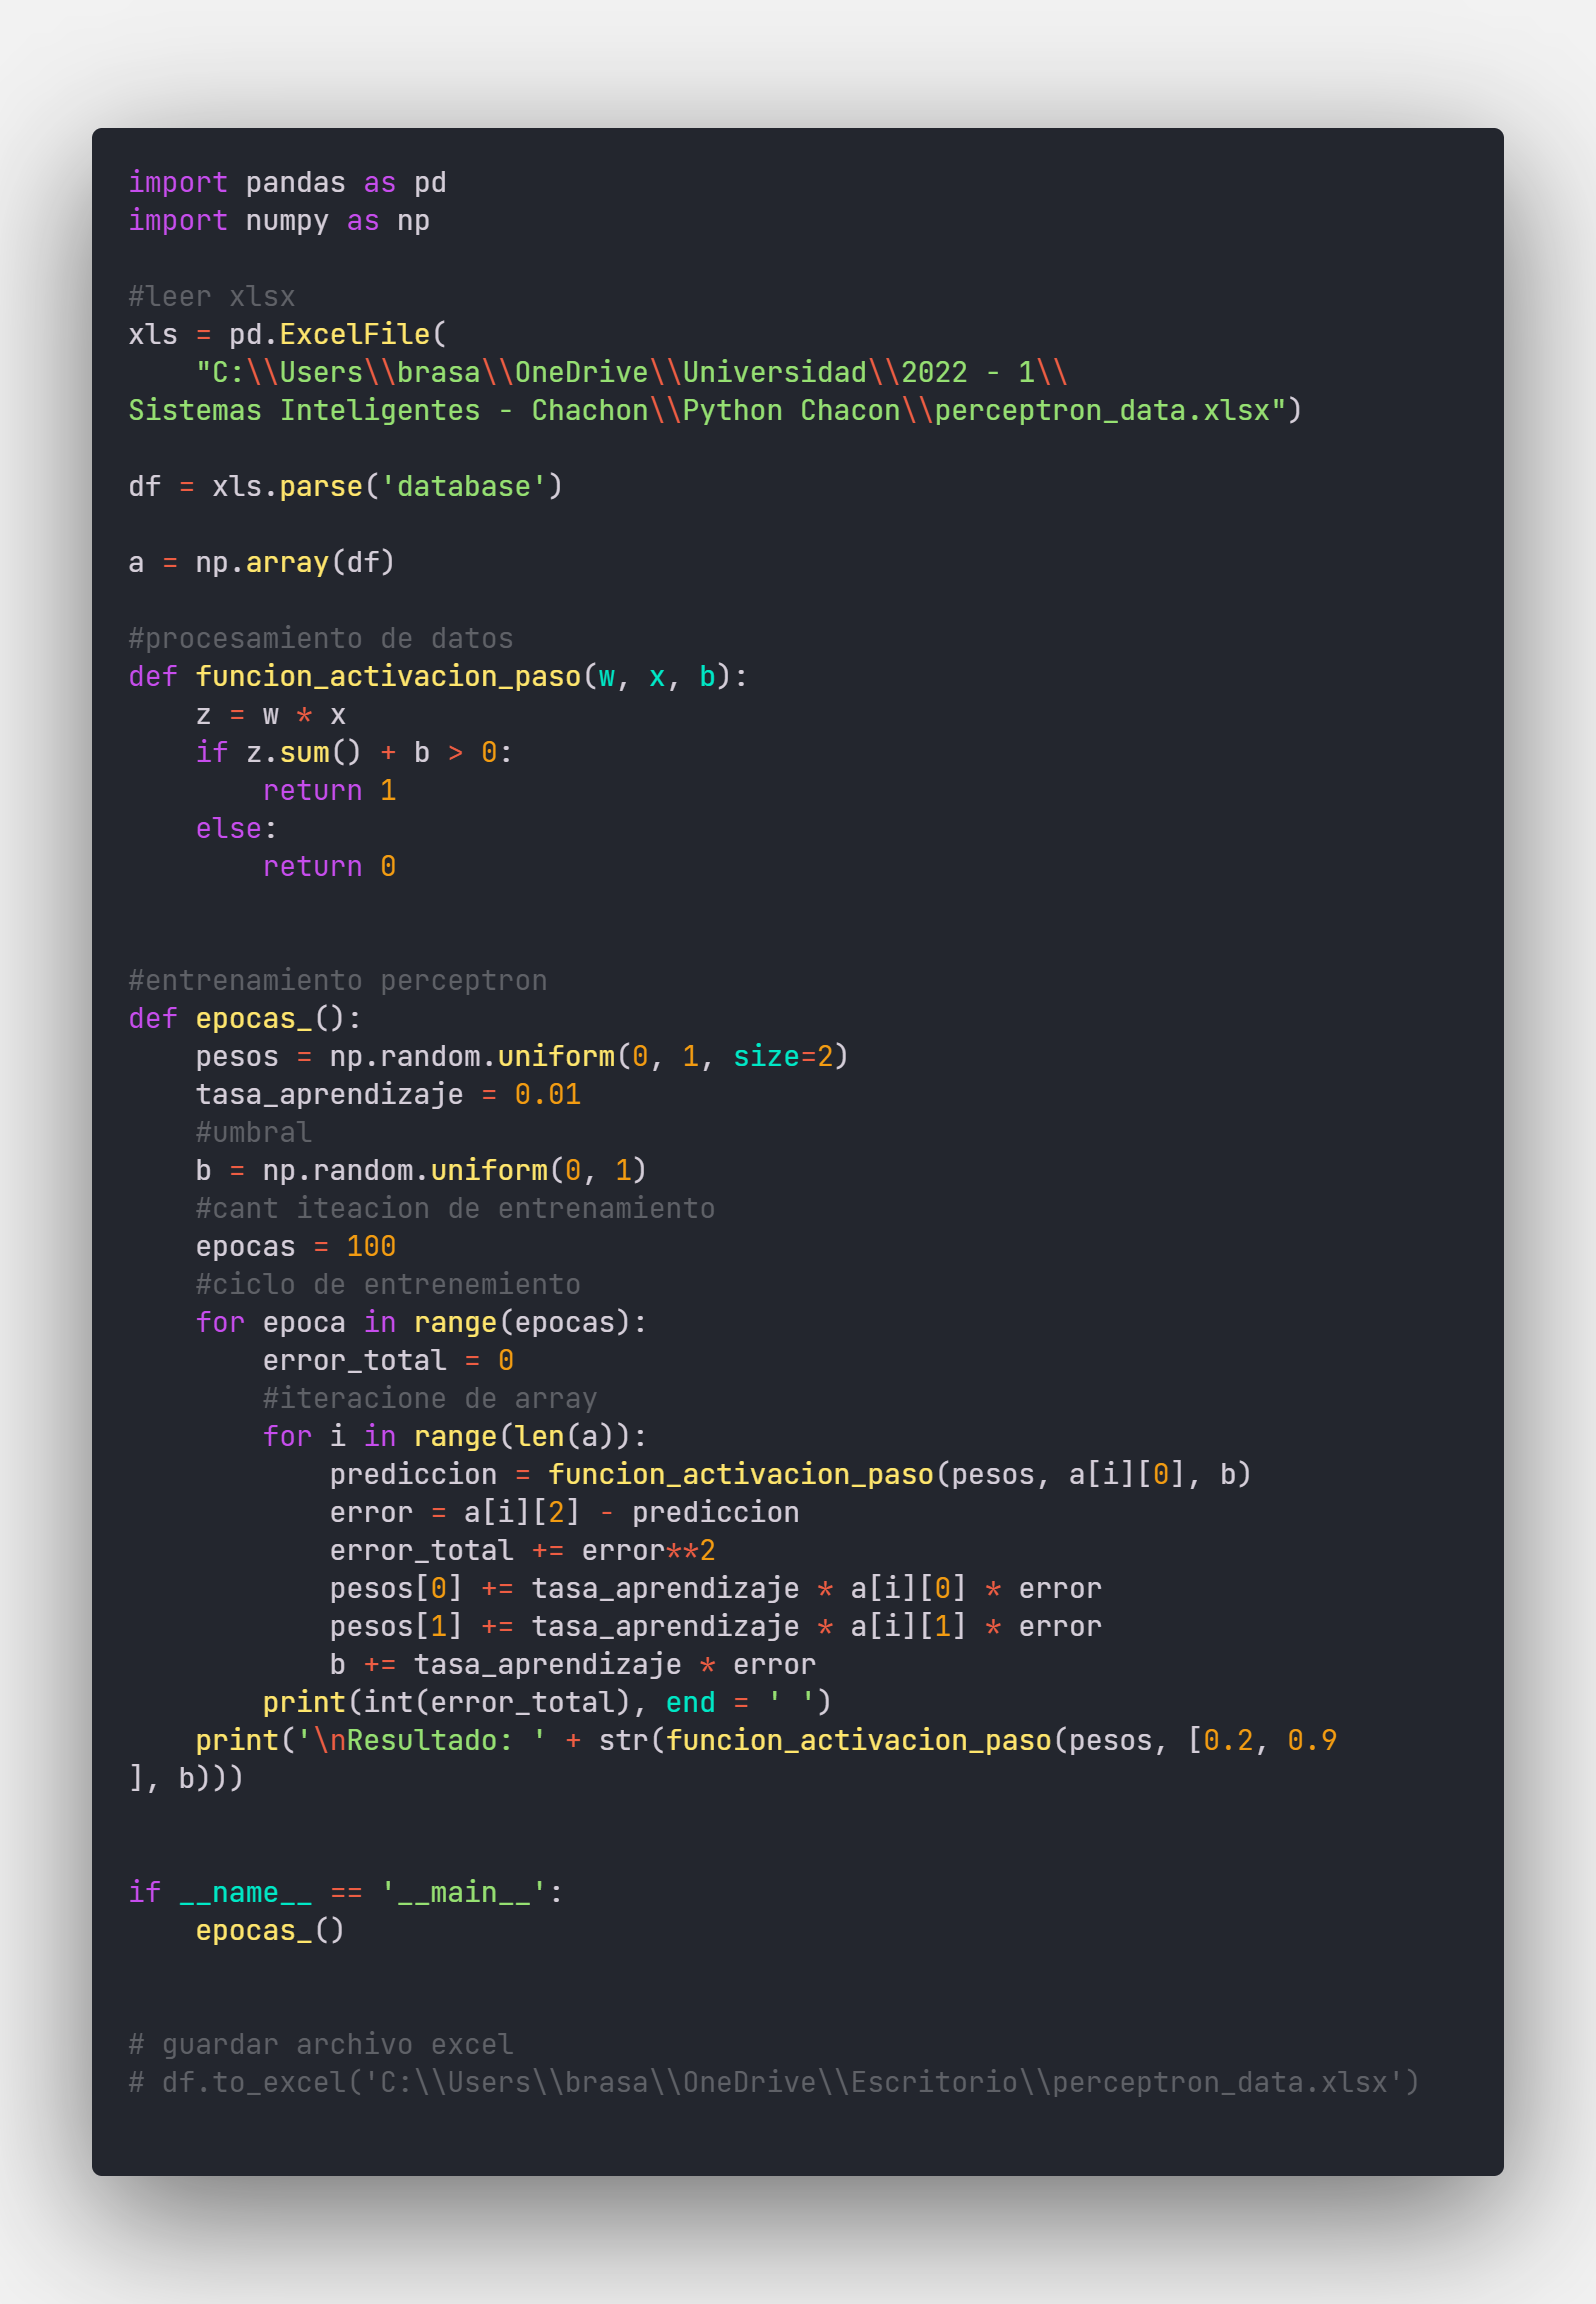 import pandas as pd
import numpy as np
#leer xlsx
xls = pd.ExcelFile(
    "C:\\Users\\brasa\\OneDrive\\Universidad\\2022 - 1\\
Sistemas Inteligentes - Chachon\\Python Chacon\\perceptron_data.xlsx")
df = xls.parse('database')
a = np.array(df)
#procesamiento de datos
def funcion_activacion_paso(w, x, b):
    z = w * x
    if z.sum() + b > 0:
        return 1
    else:
        return 0
#entrenamiento perceptron
def epocas_():
    pesos = np.random.uniform(0, 1, size=2)
    tasa_aprendizaje = 0.01
    #umbral
    b = np.random.uniform(0, 1)
    #cant iteacion de entrenamiento
    epocas = 100
    #ciclo de entrenemiento
    for epoca in range(epocas):
        error_total = 0
        #iteracione de array
        for i in range(len(a)):
            prediccion = funcion_activacion_paso(pesos, a[i][0], b)
            error = a[i][2] - prediccion
            error_total += error**2
            pesos[0] += tasa_aprendizaje * a[i][0] * error
            pesos[1] += tasa_aprendizaje * a[i][1] * error
            b += tasa_aprendizaje * error
        print(int(error_total), end = ' ')
    print('\nResultado: ' + str(funcion_activacion_paso(pesos, [0.2, 0.9
], b)))
if __name__ == '__main__':
    epocas_()
# guardar archivo excel
# df.to_excel('C:\\Users\\brasa\\OneDrive\\Escritorio\\perceptron_data.xlsx')